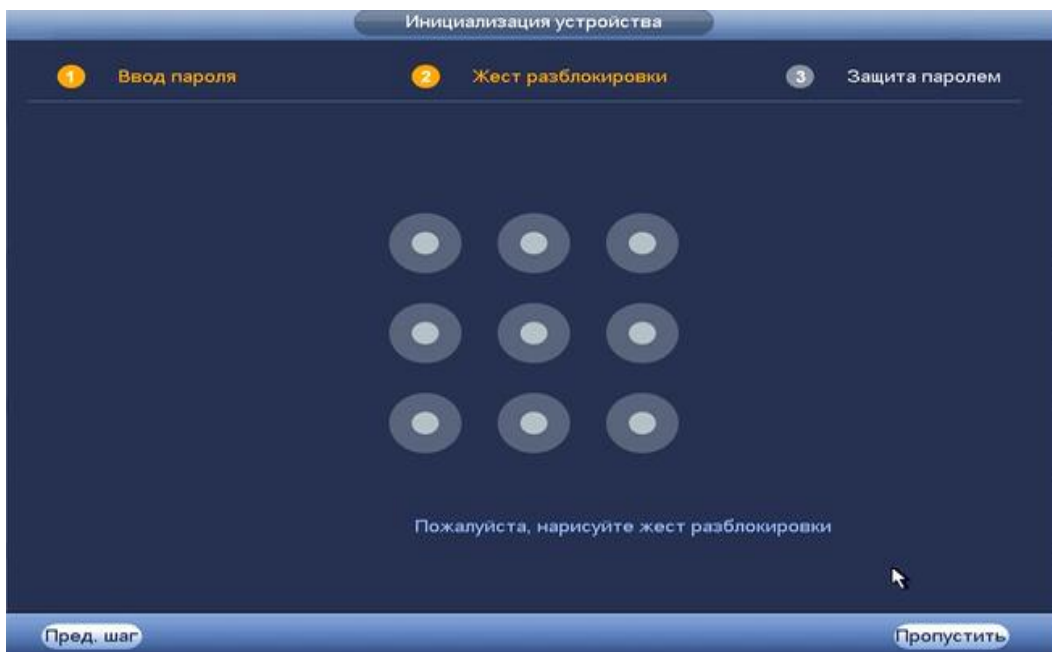 Инициализация устройства
1 Ввод пароля 2 Жест разблокировки 3 Защита паролем
Пожалуйста, нарисуйте жест разблокировки
Пред. шаг Пропустить